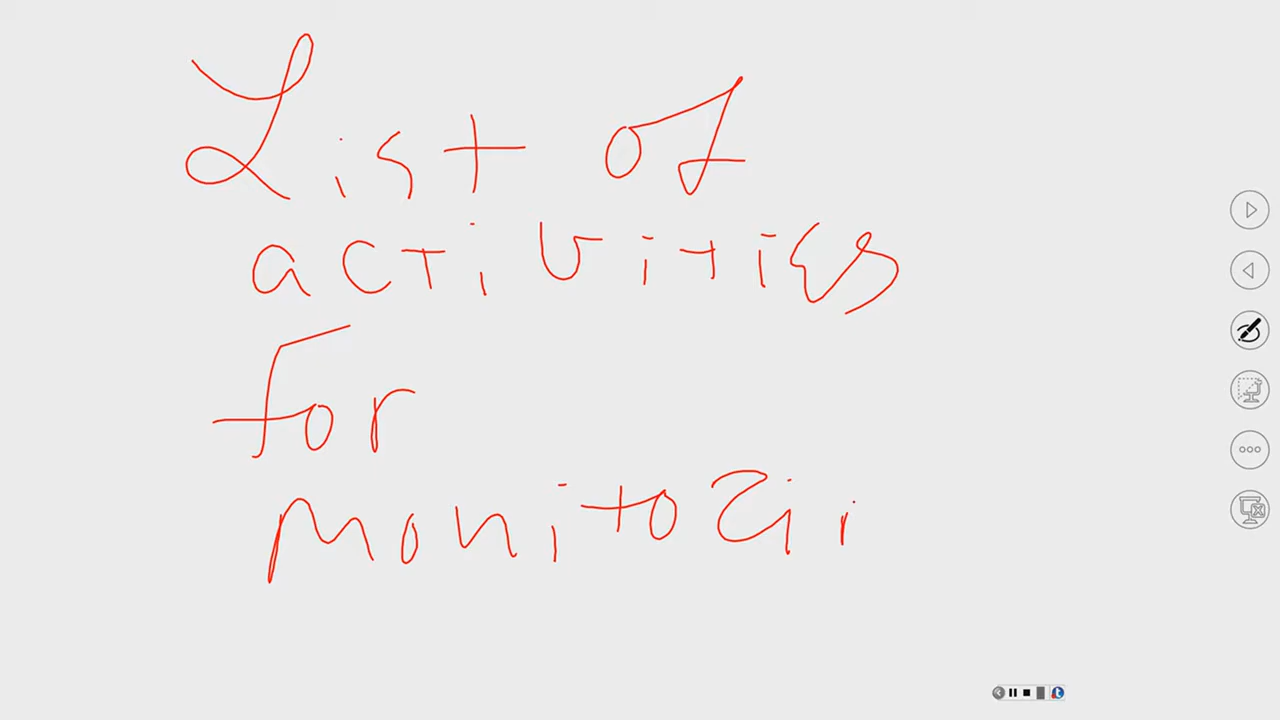 List of
activities
for
monitori